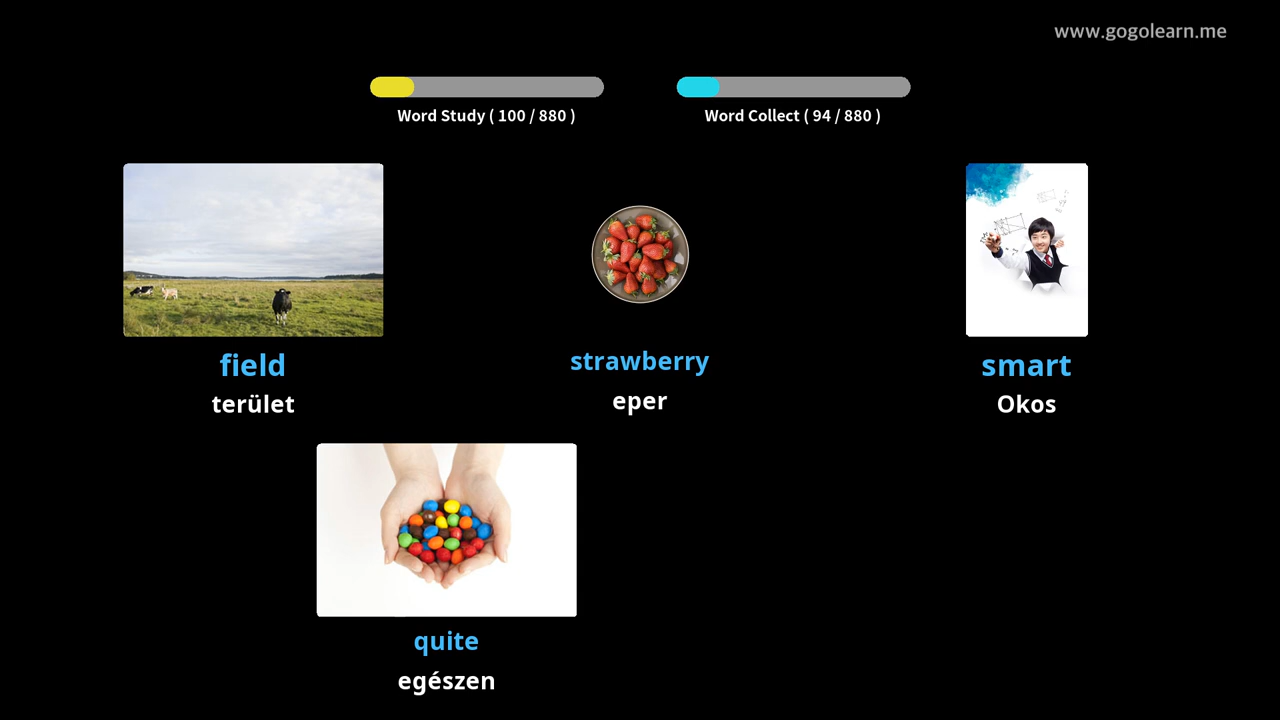 www.gogolearn.me
Word Study ( 100 / 880 )
Word Collect ( 94 / 880 )
field
terület
strawberry
eper
smart
Okos
quite
egészen